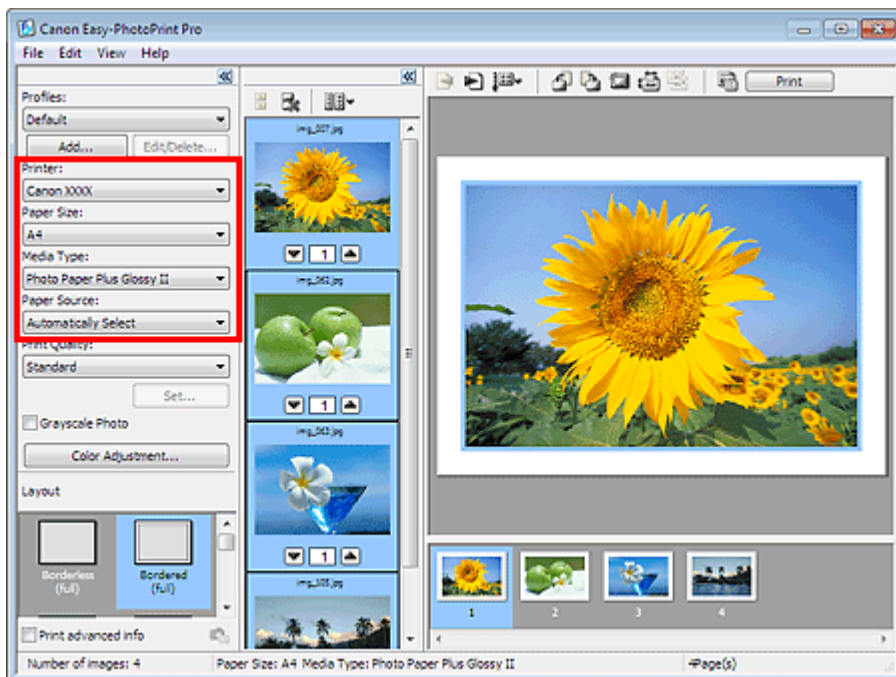 Canon Easy-PhotoPrint Pro
File Edit View Help
Profiles:
Default
Add... Edit/Delete...
Printer:
Canon XXXX
Paper Size:
A4
Media Type:
Photo Paper Plus Glossy II
Paper Source:
Automatically Select
Print Quality:
Standard
Set...
Grayscale Photo
Color Adjustment...
Layout
Borderless
(full)
Bordered
(full)
Print advanced info
img_007.jpg
1
img_062.jpg
1
img_063.jpg
1
img_105.jpg
Print
1 2 3 4
Number of images: 4 Paper Size: A4 Media Type: Photo Paper Plus Glossy II 4Page(s)